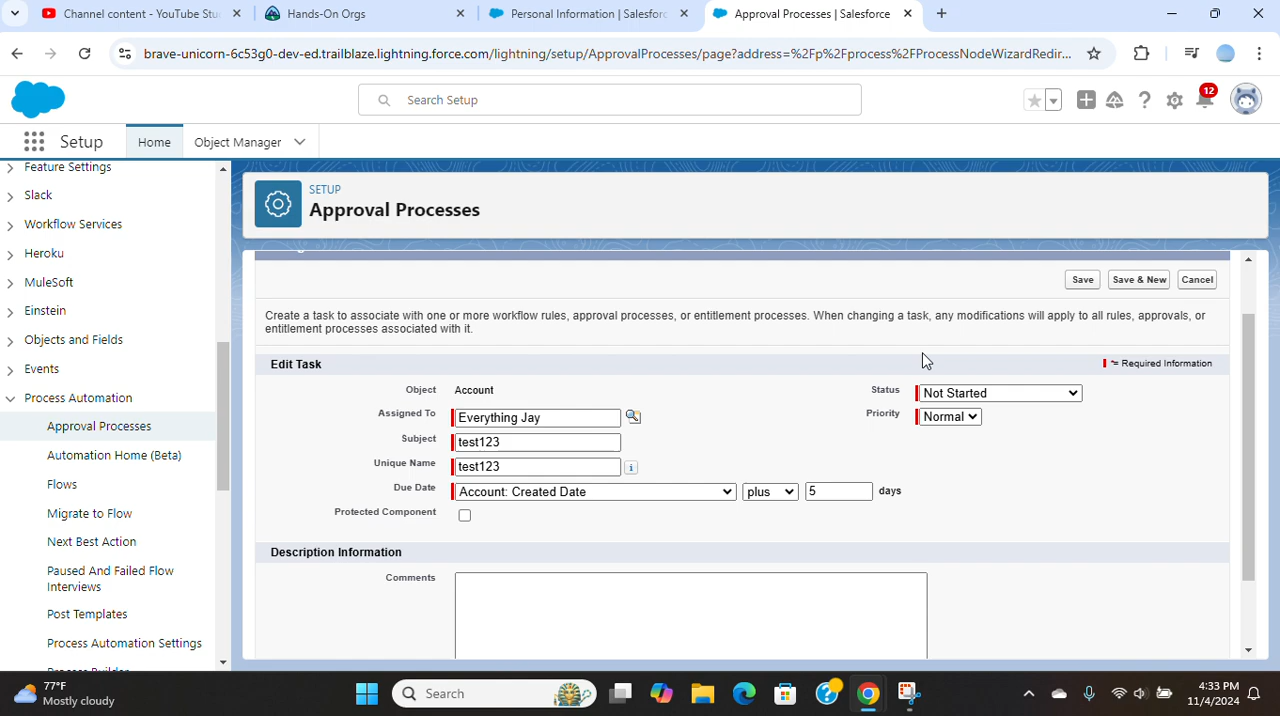 Channel content - YouTube Stu
Hands-On Orgs
Personal Information | Salesforc
Approval Processes | Salesforce
brave-unicorn-6c53g0-dev-ed.trailblaze.lightning.force.com/lightning/setup/ApprovalProcesses/page?address=%2Fp%2Fprocess%2FProcessNodeWizardRedir...
Search Setup
12
Setup
Home
Object Manager
Feature Settings
Slack
Workflow Services
Heroku
MuleSoft
Einstein
Objects and Fields
Events
Process Automation
Approval Processes
Automation Home (Beta)
Flows
Migrate to Flow
Next Best Action
Paused And Failed Flow
Interviews
Post Templates
Process Automation Settings
SETUP
Approval Processes
Save
Save & New
Cancel
Create a task to associate with one or more workflow rules, approval processes, or entitlement processes. When changing a task, any modifications will apply to all rules, approvals, or
entitlement processes associated with it.
Edit Task
= Required Information
Object Account
Status Not Started
Assigned To Everything Jay
Priority Normal
Subject test123
Unique Name test123
i
Due Date Account: Created Date plus 5 days
Protected Component
Description Information
Comments
77°F
Mostly cloudy
Search
4:33 PM
11/4/2024